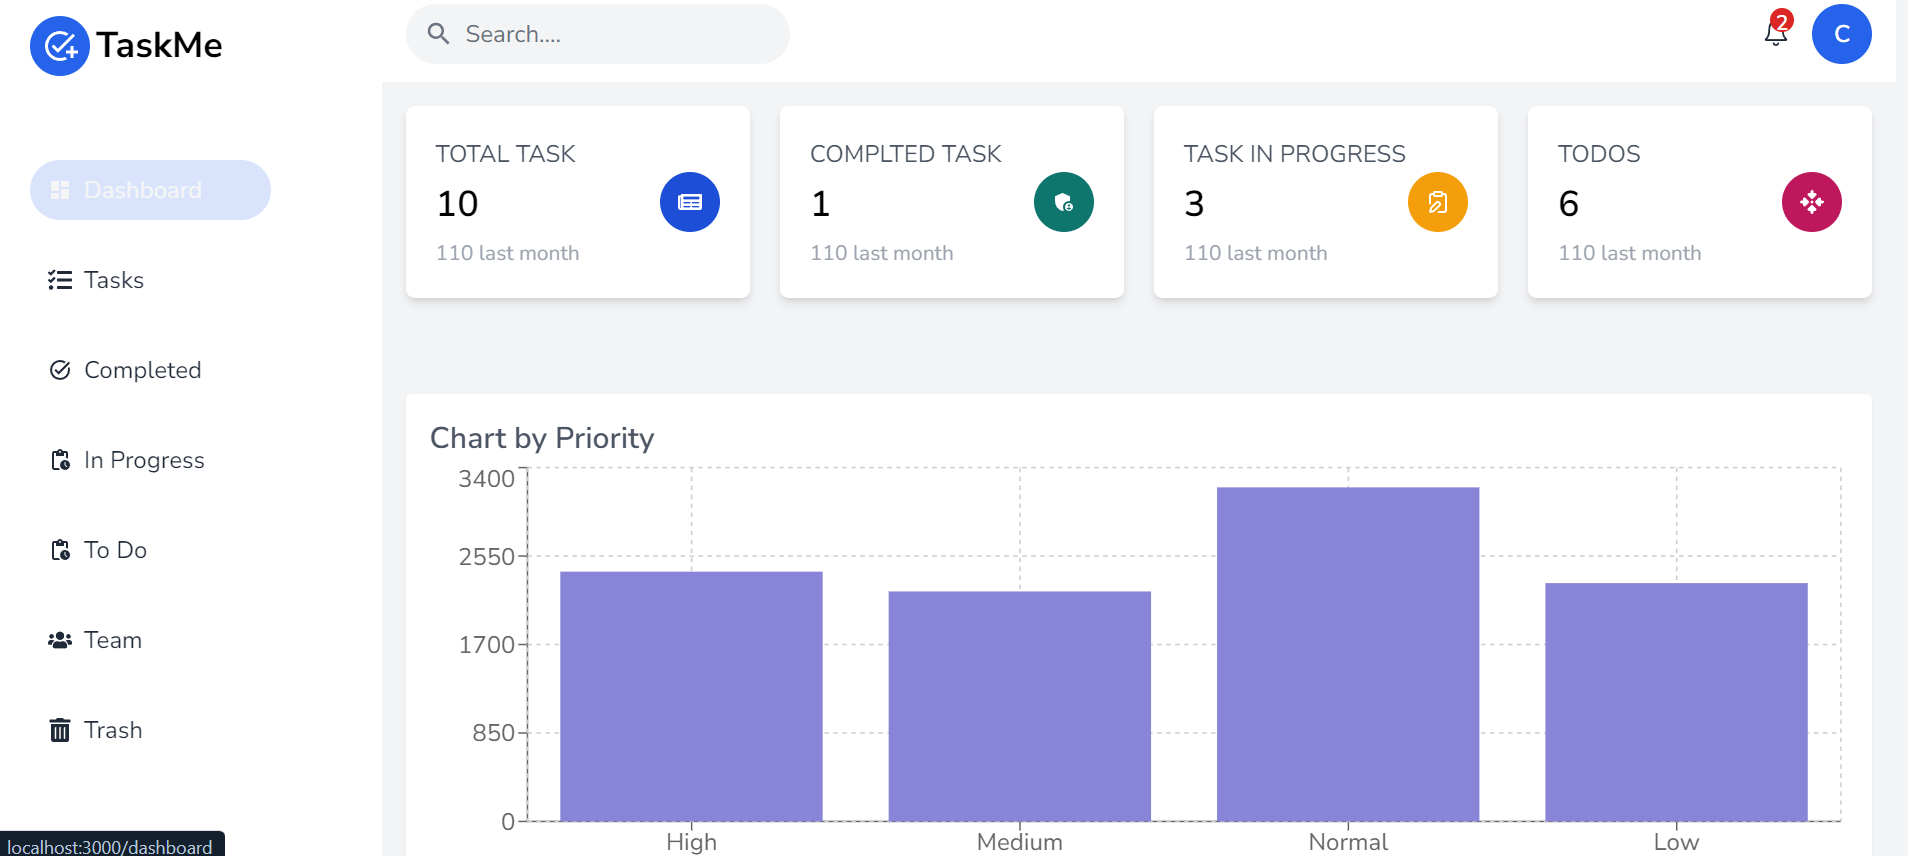 TaskMe
Search....
2
C
Dashboard
Tasks
Completed
In Progress
To Do
Team
Trash
TOTAL TASK
10
110 last month
COMPLTED TASK
1
110 last month
TASK IN PROGRESS
3
110 last month
TODOS
6
110 last month
Chart by Priority
3400
2550
1700
850
0
High Medium Normal Low
localhost:3000/dashboard